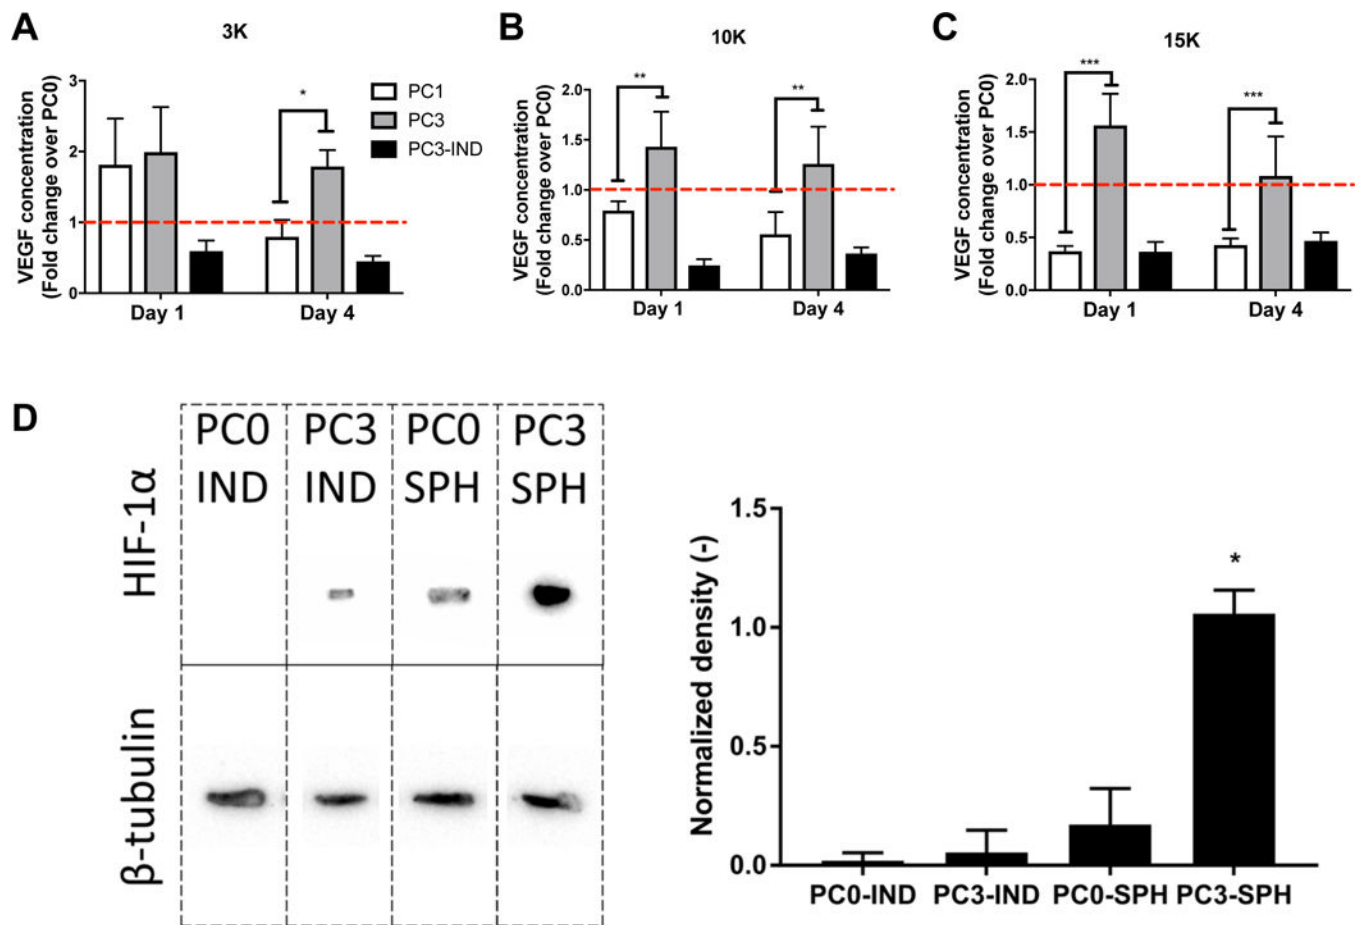 A
3K
VEGF concentration
(Fold change over PC0)
3
2
1
0
*
PC1
PC3
PC3-IND
Day 1
Day 4
B
10K
VEGF concentration
(Fold change over PC0)
2.0
1.5
1.0
0.5
0.0
**
**
Day 1
Day 4
C
15K
VEGF concentration
(Fold change over PC0)
2.0
1.5
1.0
0.5
0.0
***
***
Day 1
Day 4
D
PC0
IND
PC3
IND
PC0
SPH
PC3
SPH
HIF-1α
β-tubulin
Normalized density (-)
1.5
1.0
0.5
0.0
*
PC0-IND
PC3-IND
PC0-SPH
PC3-SPH